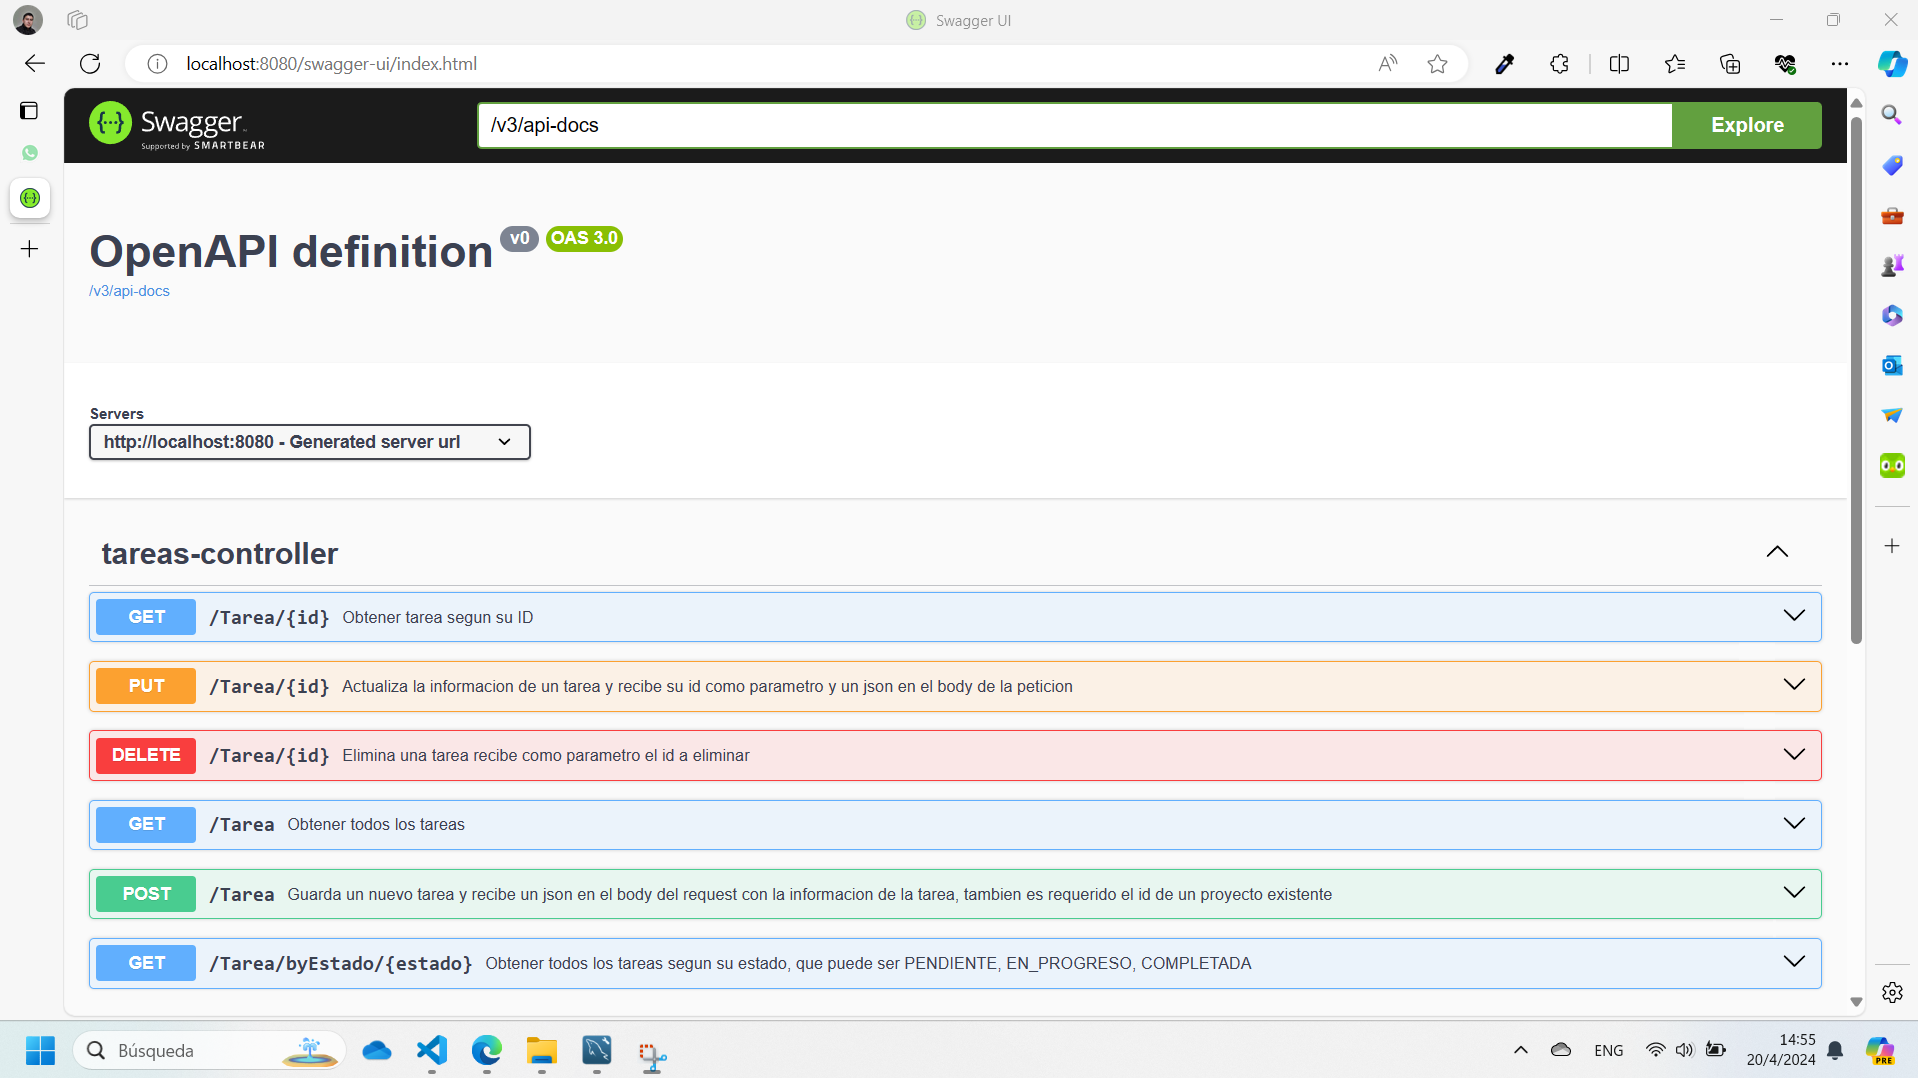 Swagger UI
localhost:8080/swagger-ui/index.html
Swagger
Supported by SMARTBEAR
/v3/api-docs
Explore
OpenAPI definition v0 OAS 3.0
/v3/api-docs
Servers
http://localhost:8080 - Generated server url
tareas-controller
GET /Tarea/{id} Obtener tarea segun su ID
PUT /Tarea/{id} Actualiza la informacion de un tarea y recibe su id como parametro y un json en el body de la peticion
DELETE /Tarea/{id} Elimina una tarea recibe como parametro el id a eliminar
GET /Tarea Obtener todos los tareas
POST /Tarea Guarda un nuevo tarea y recibe un json en el body del request con la informacion de la tarea, tambien es requerido el id de un proyecto existente
GET /Tarea/byEstado/{estado} Obtener todos los tareas segun su estado, que puede ser PENDIENTE, EN_PROGRESO, COMPLETADA
Búsqueda
ENG
14:55
20/4/2024
PRE